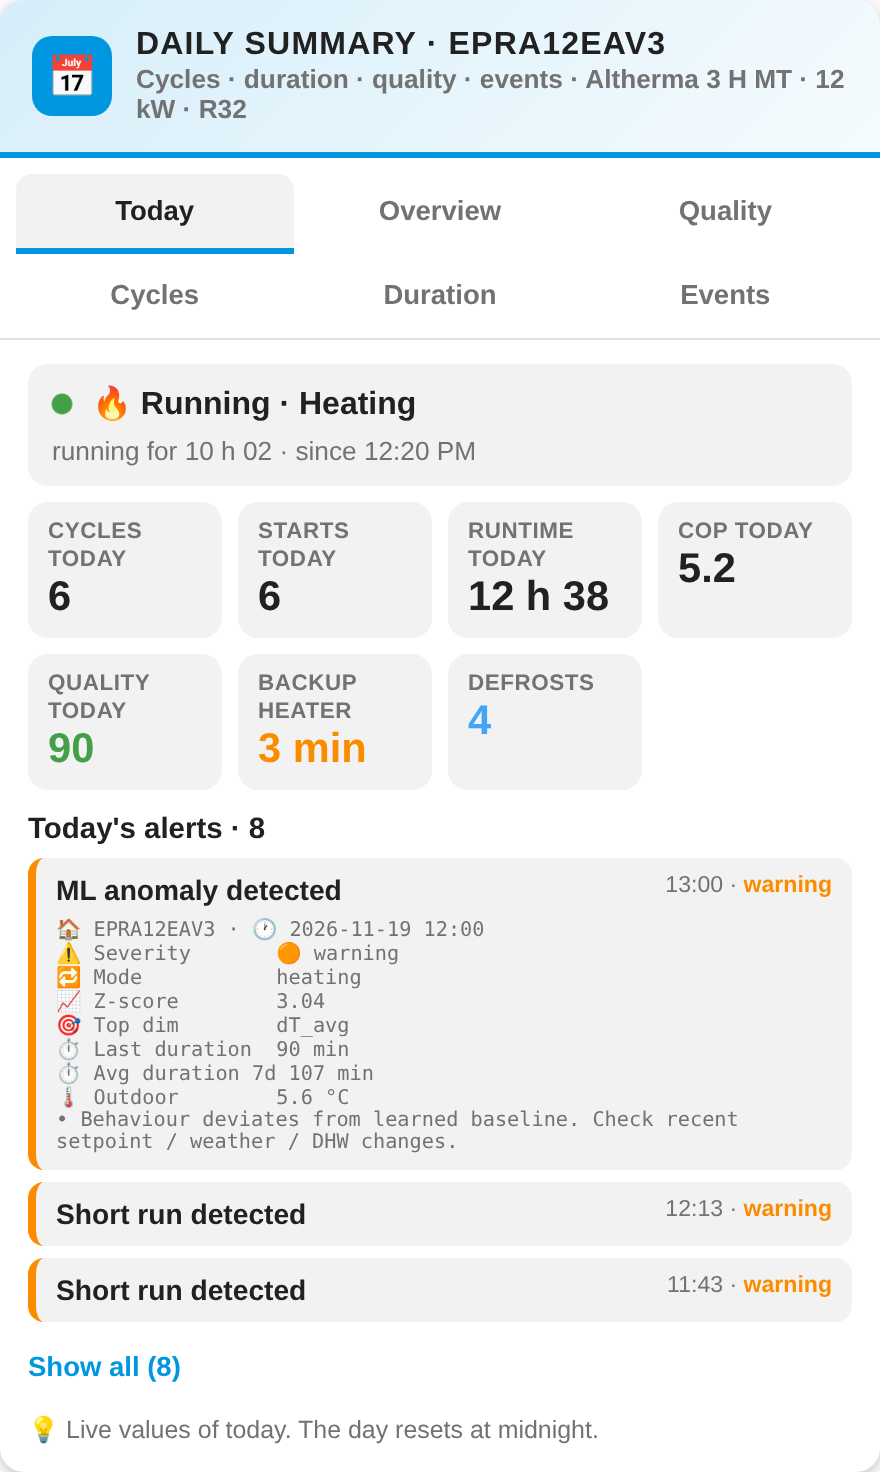 July
17
DAILY SUMMARY · EPRA12EAV3
Cycles · duration · quality · events · Altherma 3 H MT · 12
kW · R32
Today
Overview
Quality
Cycles
Duration
Events
🔥 Running · Heating
running for 10 h 02 · since 12:20 PM
CYCLES
TODAY
6
STARTS
TODAY
6
RUNTIME
TODAY
12 h 38
COP TODAY
5.2
QUALITY
TODAY
90
BACKUP
HEATER
3 min
DEFROSTS
4
Today's alerts · 8
ML anomaly detected
13:00 · warning
🏠 EPRA12EAV3 · 🕐 2026-11-19 12:00
⚠️ Severity 🟠 warning
🔁 Mode heating
📈 Z-score 3.04
🎯 Top dim dT_avg
⏱️ Last duration 90 min
⏱️ Avg duration 7d 107 min
🌡️ Outdoor 5.6 °C
• Behaviour deviates from learned baseline. Check recent
setpoint / weather / DHW changes.
Short run detected
12:13 · warning
Short run detected
11:43 · warning
Show all (8)
💡 Live values of today. The day resets at midnight.